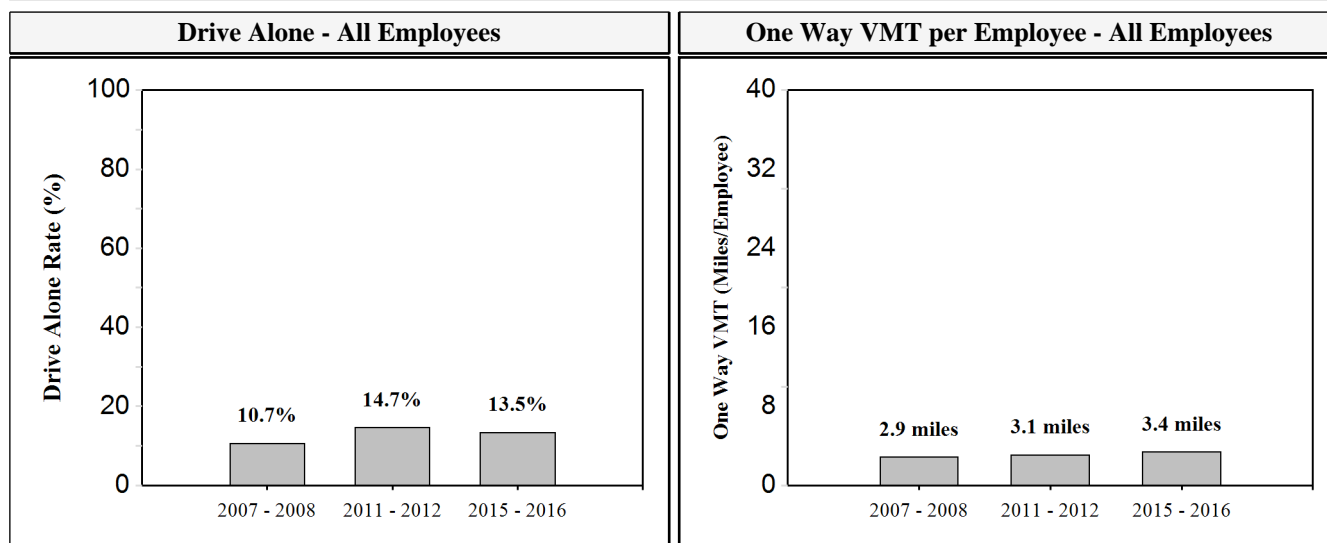 Drive Alone - All Employees
One Way VMT per Employee - All Employees
Drive Alone Rate (%)
100
80
60
40
20
0
10.7%
14.7%
13.5%
2007 - 2008
2011 - 2012
2015 - 2016
One Way VMT (Miles/Employee)
40
32
24
16
8
0
2.9 miles
3.1 miles
3.4 miles
2007 - 2008
2011 - 2012
2015 - 2016